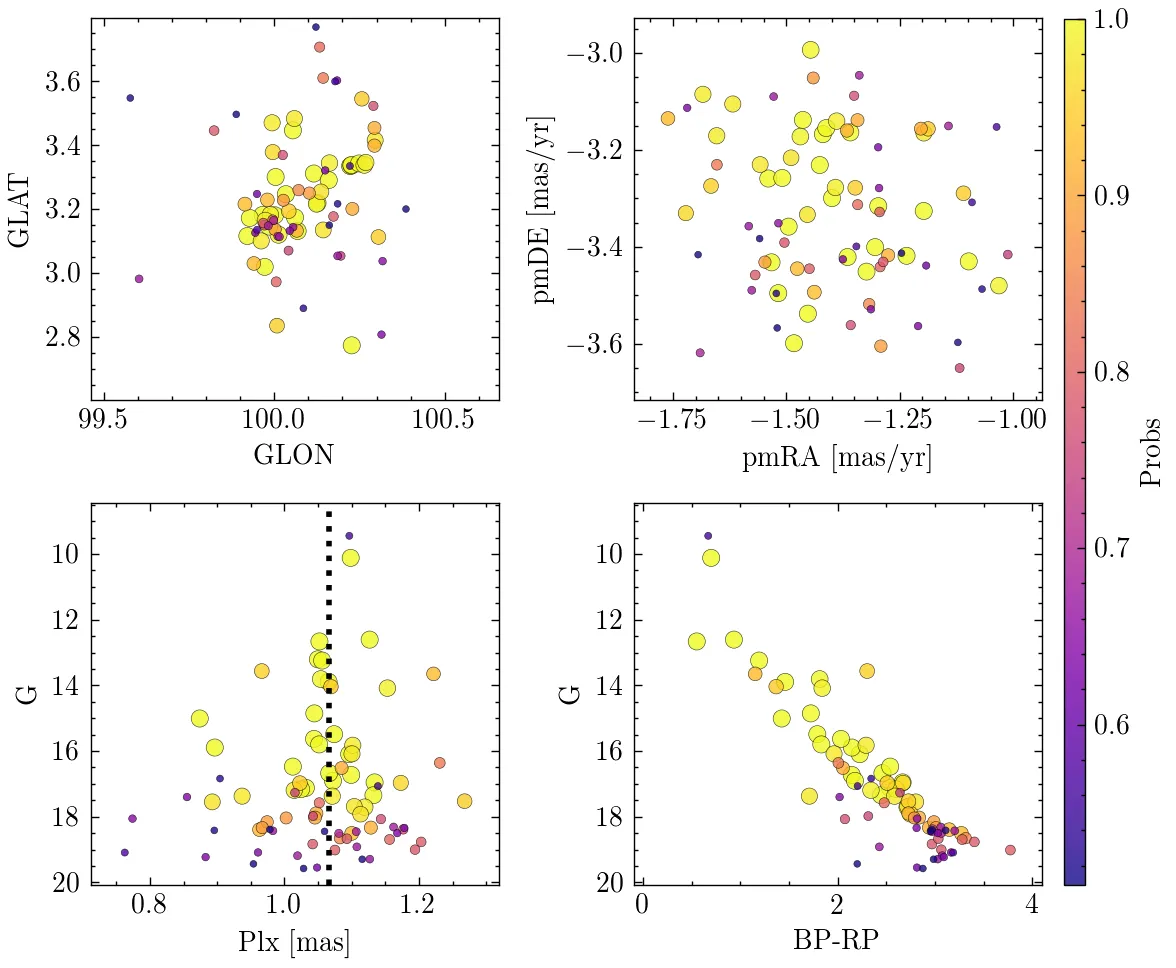 3.6
3.4
3.2
3.0
2.8
GLAT
99.5 100.0 100.5
GLON
−3.0
−3.2
−3.4
−3.6
pmDE [mas/yr]
−1.75 −1.50 −1.25 −1.00
pmRA [mas/yr]
10
12
14
16
18
20
G
0.8 1.0 1.2
Plx [mas]
10
12
14
16
18
20
G
0 2 4
BP-RP
1.0
0.9
0.8
0.7
0.6
Probs